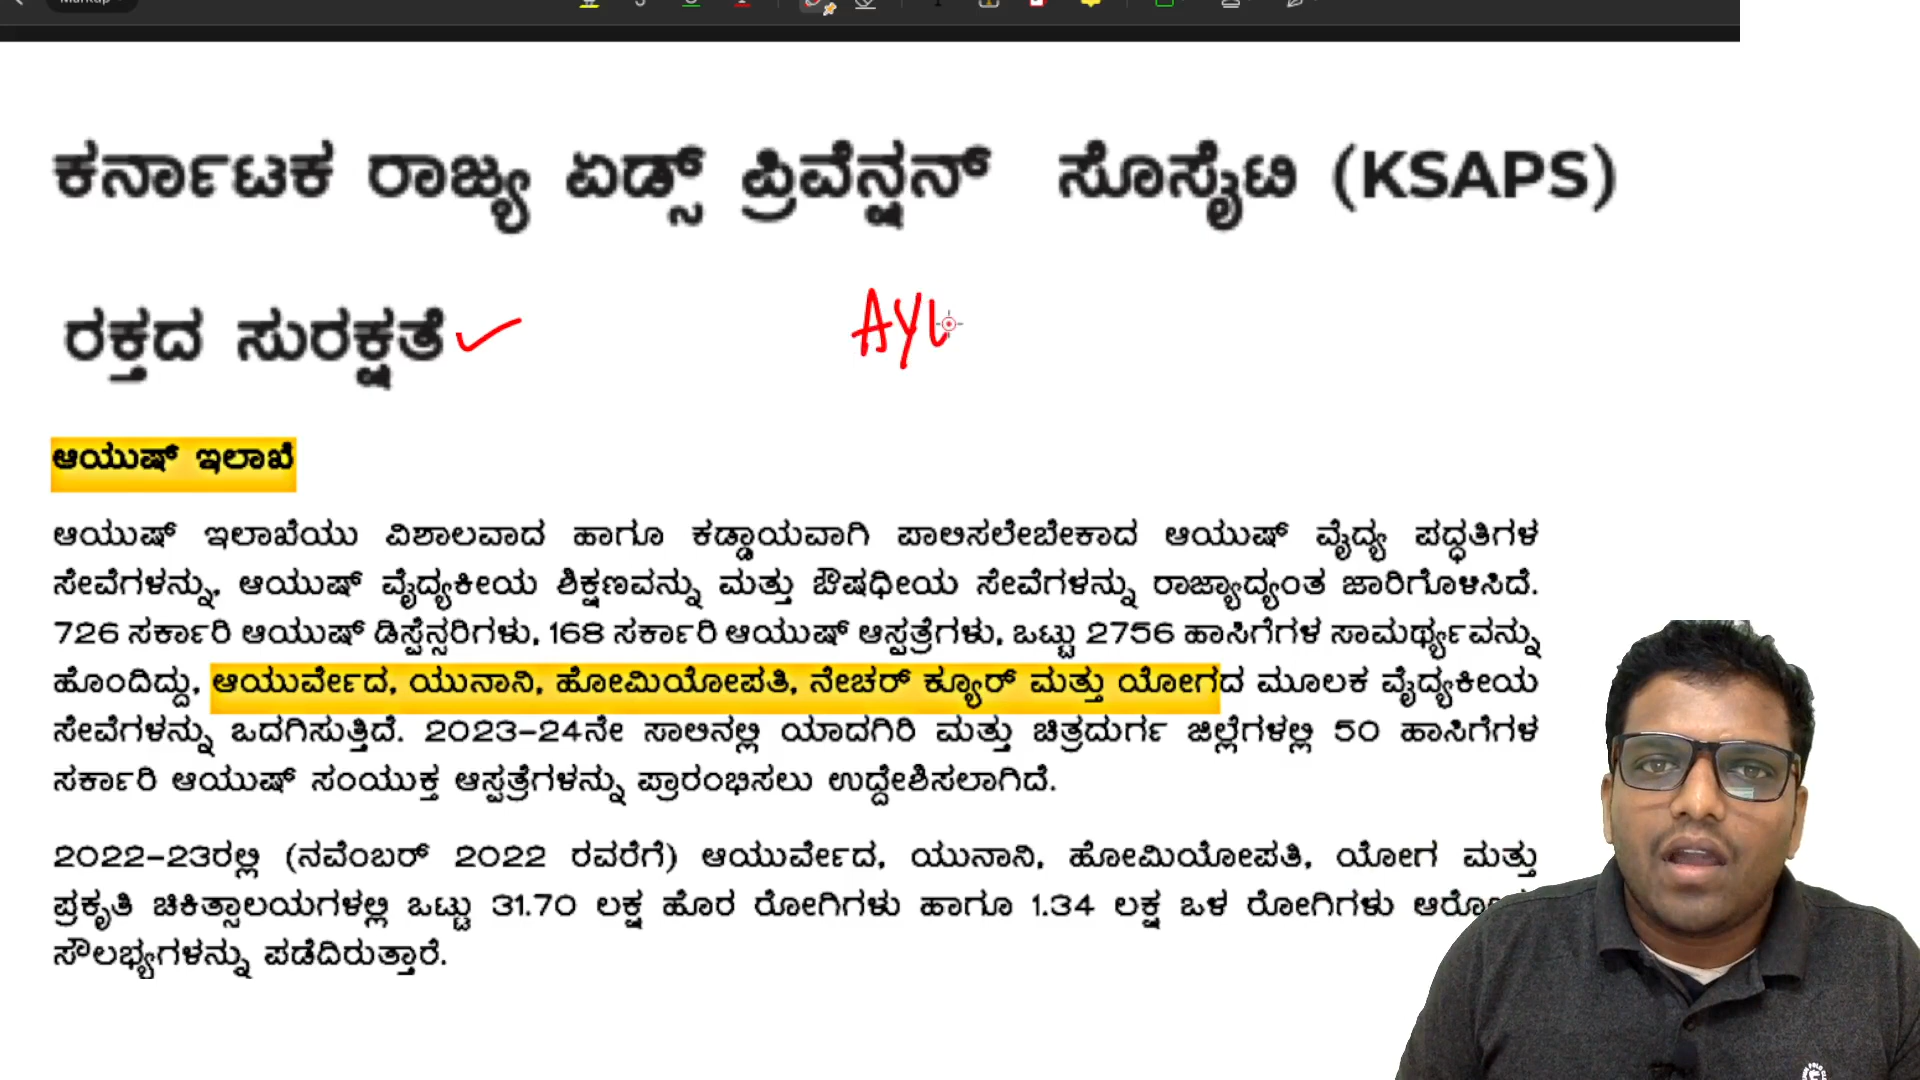 Markup
ಕರ್ನಾಟಕ ರಾಜ್ಯ ಏಡ್ಸ್ ಪ್ರಿವೆನ್ಷನ್ ಸೊಸೈಟಿ (KSAPS)
ರಕ್ತದ ಸುರಕ್ಷತೆ
AYU
ಆಯುಷ್ ಇಲಾಖೆ
ಆಯುಷ್ ಇಲಾಖೆಯು ವಿಶಾಲವಾದ ಹಾಗೂ ಕಡ್ಡಾಯವಾಗಿ ಪಾಲಿಸಲೇಬೇಕಾದ ಆಯುಷ್ ವೈದ್ಯ ಪದ್ಧತಿಗಳ
ಸೇವೆಗಳನ್ನು, ಆಯುಷ್ ವೈದ್ಯಕೀಯ ಶಿಕ್ಷಣವನ್ನು ಮತ್ತು ಔಷಧೀಯ ಸೇವೆಗಳನ್ನು ರಾಜ್ಯಾದ್ಯಂತ ಜಾರಿಗೊಳಿಸಿದೆ.
726 ಸರ್ಕಾರಿ ಆಯುಷ್ ಡಿಸ್ಪೆನ್ಸರಿಗಳು, 168 ಸರ್ಕಾರಿ ಆಯುಷ್ ಆಸ್ಪತ್ರೆಗಳು, ಒಟ್ಟು 2756 ಹಾಸಿಗೆಗಳ ಸಾಮರ್ಥ್ಯವನ್ನು
ಹೊಂದಿದ್ದು, ಆಯುರ್ವೇದ, ಯುನಾನಿ, ಹೋಮಿಯೋಪತಿ, ನೇಚರ್ ಕ್ಯೂರ್ ಮತ್ತು ಯೋಗದ ಮೂಲಕ ವೈದ್ಯಕೀಯ
ಸೇವೆಗಳನ್ನು ಒದಗಿಸುತ್ತಿದೆ. 2023-24ನೇ ಸಾಲಿನಲ್ಲಿ ಯಾದಗಿರಿ ಮತ್ತು ಚಿತ್ರದುರ್ಗ ಜಿಲ್ಲೆಗಳಲ್ಲಿ 50 ಹಾಸಿಗೆಗಳ
ಸರ್ಕಾರಿ ಆಯುಷ್ ಸಂಯುಕ್ತ ಆಸ್ಪತ್ರೆಗಳನ್ನು ಪ್ರಾರಂಭಿಸಲು ಉದ್ದೇಶಿಸಲಾಗಿದೆ.
2022-23ರಲ್ಲಿ (ನವೆಂಬರ್ 2022 ರವರೆಗೆ) ಆಯುರ್ವೇದ, ಯುನಾನಿ, ಹೋಮಿಯೋಪತಿ, ಯೋಗ ಮತ್ತು
ಪ್ರಕೃತಿ ಚಿಕಿತ್ಸಾಲಯಗಳಲ್ಲಿ ಒಟ್ಟು 31.70 ಲಕ್ಷ ಹೊರ ರೋಗಿಗಳು ಹಾಗೂ 1.34 ಲಕ್ಷ ಒಳ ರೋಗಿಗಳು
ಸೌಲಭ್ಯಗಳನ್ನು ಪಡೆದಿರುತ್ತಾರೆ.